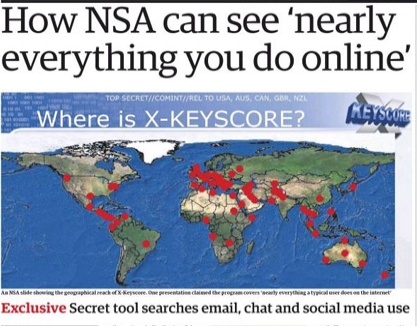 How NSA can see ‘nearly
everything you do online’
TOP SECRET//COMINT//REL TO USA, AUS, CAN, GBR, NZL
Where is X-KEYSCORE?
X-KEYSCORE
An NSA slide showing the geographical reach of X-Keyscore. One presentation claimed the program covers ‘nearly everything a typical user does on the internet’
Exclusive Secret tool searches email, chat and social media use